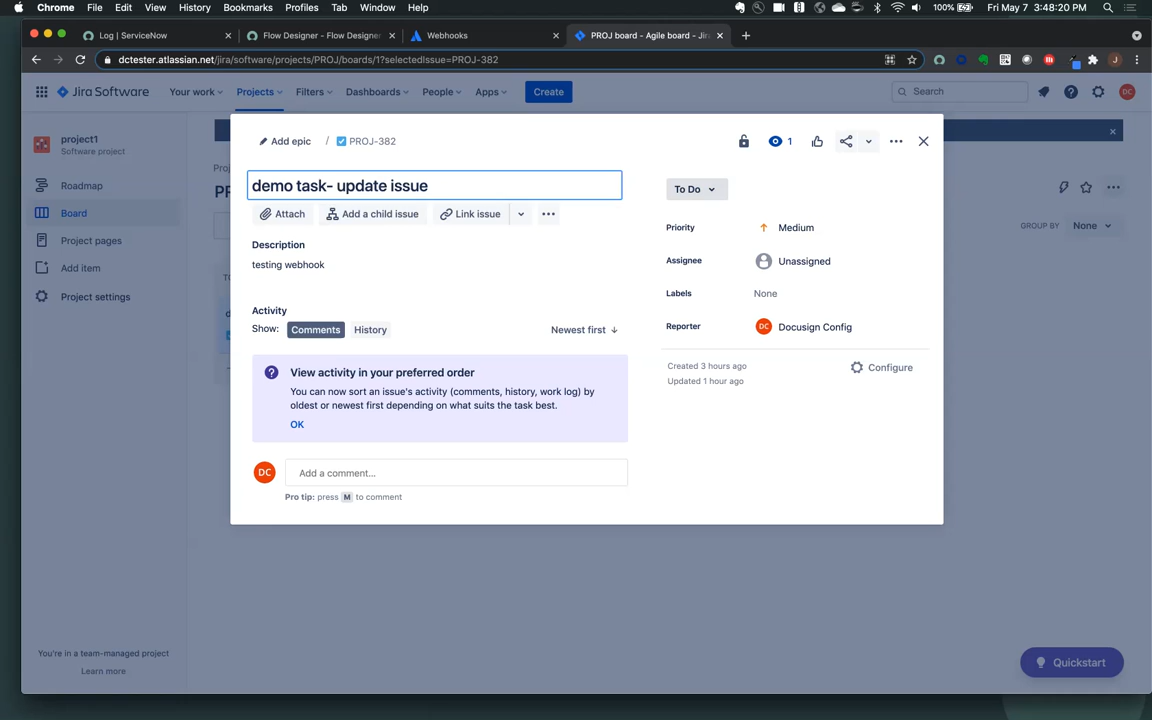 Chrome File Edit View History Bookmarks Profiles Tab Window Help 100% Fri May 7 3:48:20 PM
Log | ServiceNow
Flow Designer - Flow Designer
Webhooks
PROJ board - Agile board - Jira
dctester.atlassian.net/jira/software/projects/PROJ/boards/1?selectedIssue=PROJ-382
J
Jira Software Your work Projects Filters Dashboards People Apps Create Search DC
project1
Software project
Roadmap
Board
Project pages
Add item
Project settings
You're in a team-managed project
Learn more
GROUP BY None
Add epic / PROJ-382
1
demo task- update issue
Attach Add a child issue Link issue
Description
testing webhook
Activity
Show: Comments History Newest first
View activity in your preferred order
You can now sort an issue's activity (comments, history, work log) by
oldest or newest first depending on what suits the task best.
OK
DC Add a comment...
Pro tip: press M to comment
To Do
Priority Medium
Assignee Unassigned
Labels None
Reporter DC Docusign Config
Created 3 hours ago
Updated 1 hour ago
Configure
Quickstart